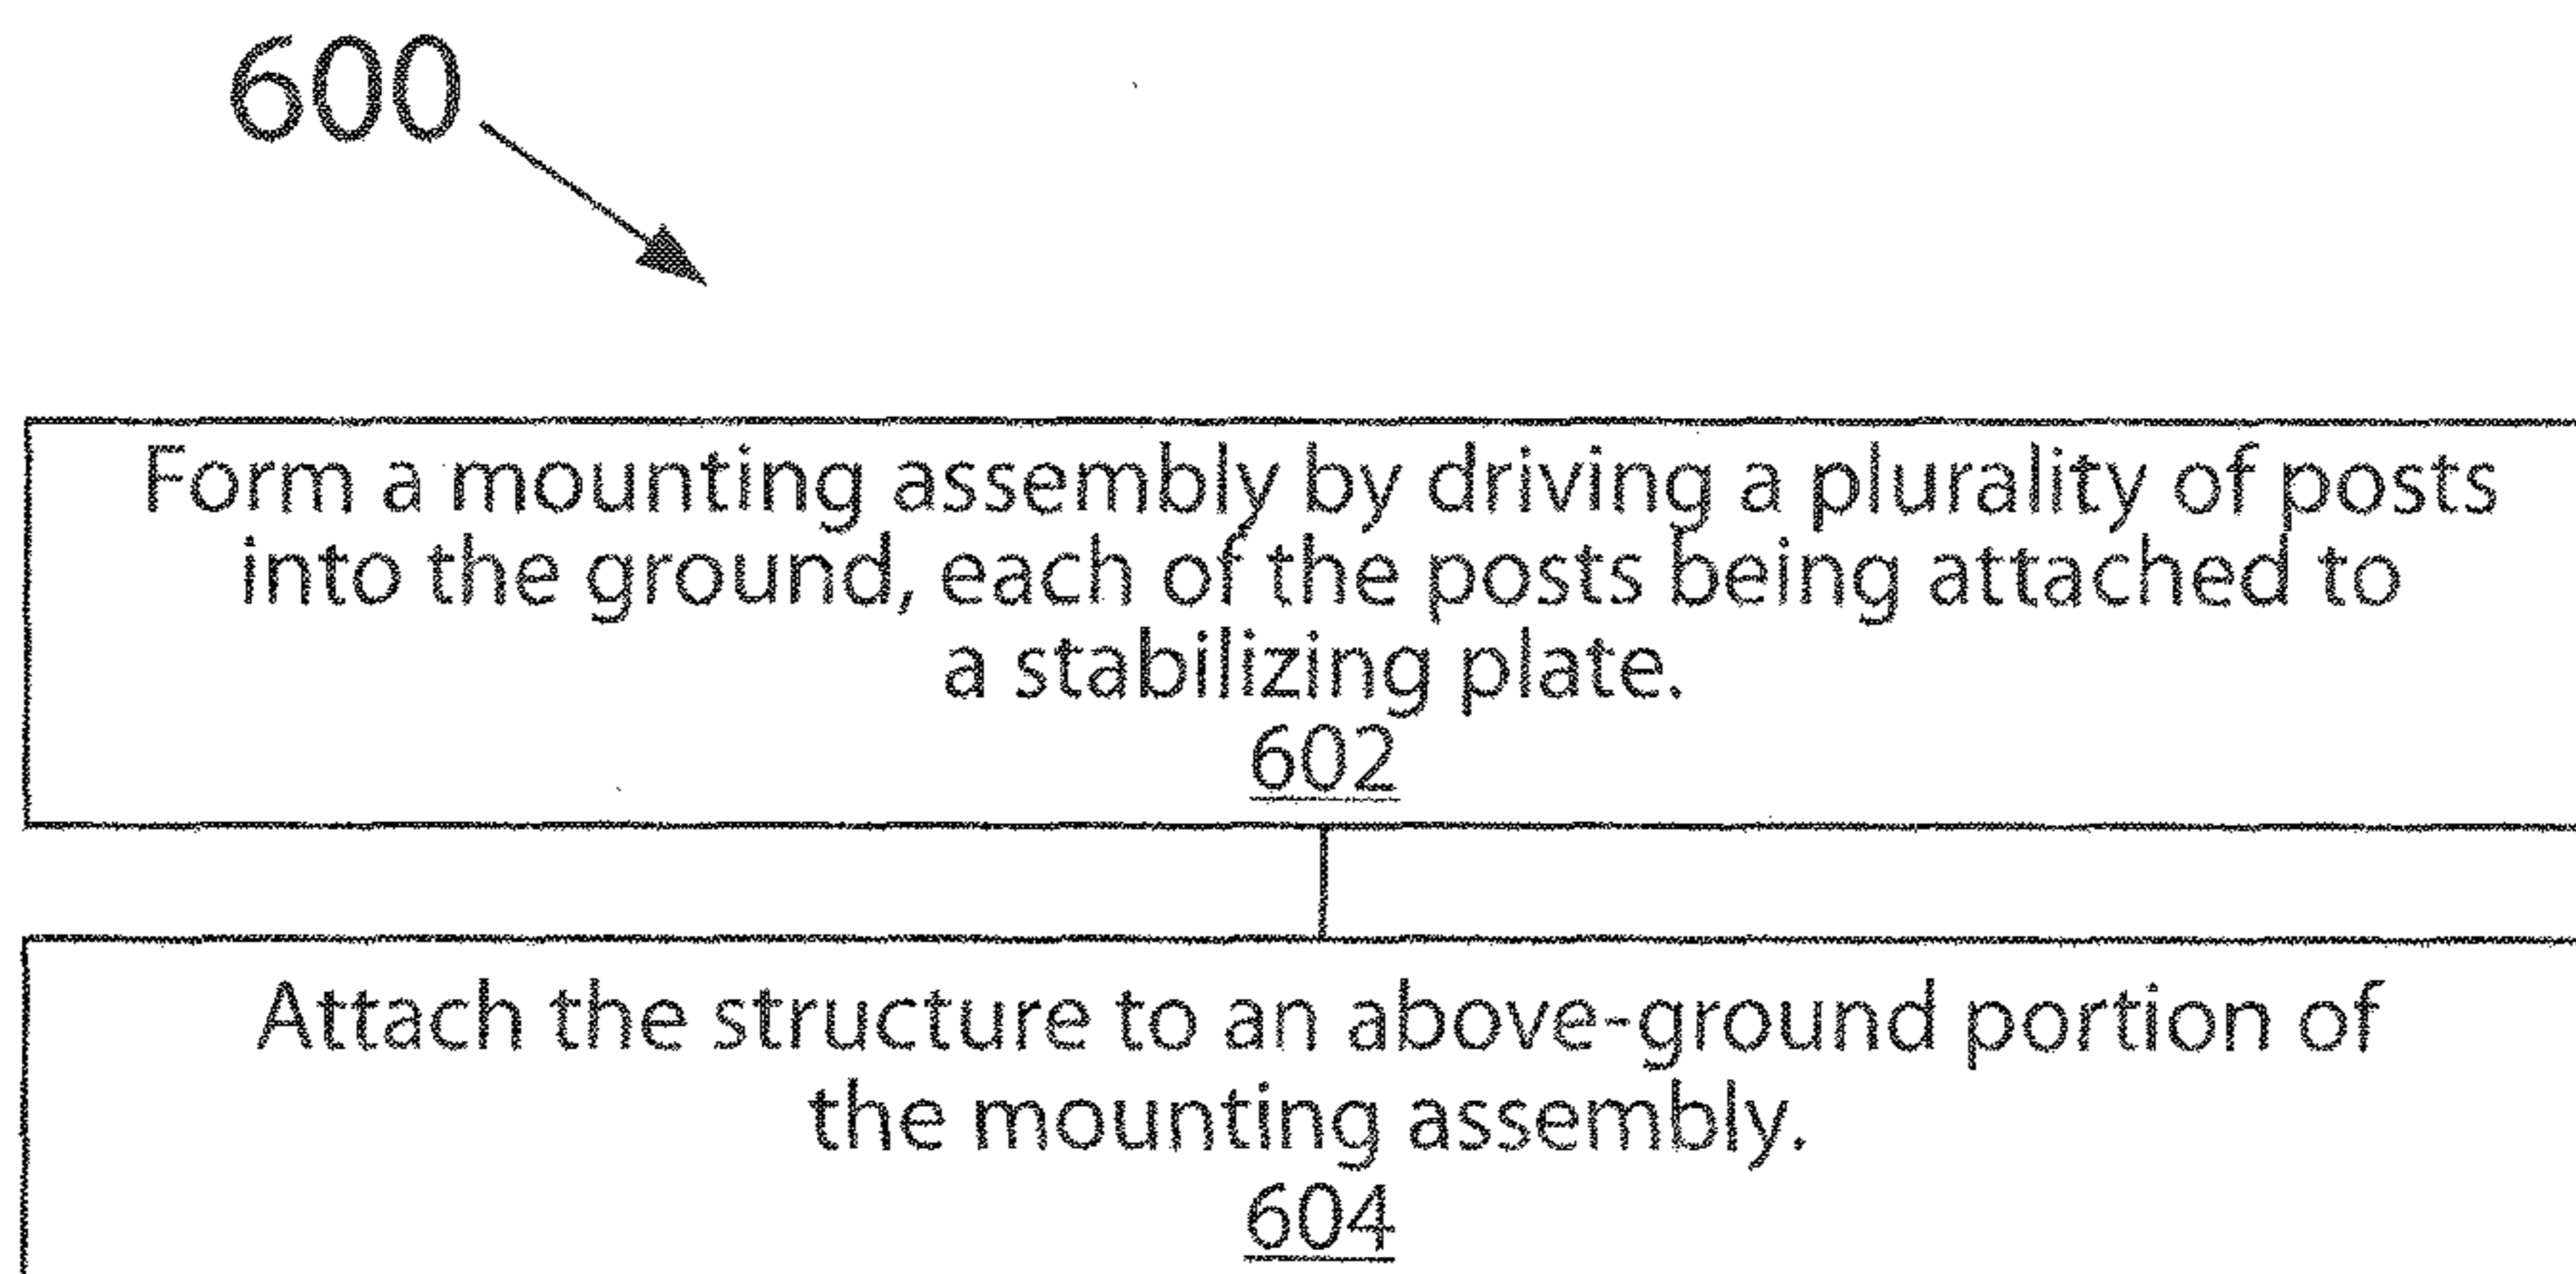 600
Form a mounting assembly by driving a plurality of posts
into the ground, each of the posts being attached to
a stabilizing plate.
602
Attach the structure to an above-ground portion of
the mounting assembly.
604